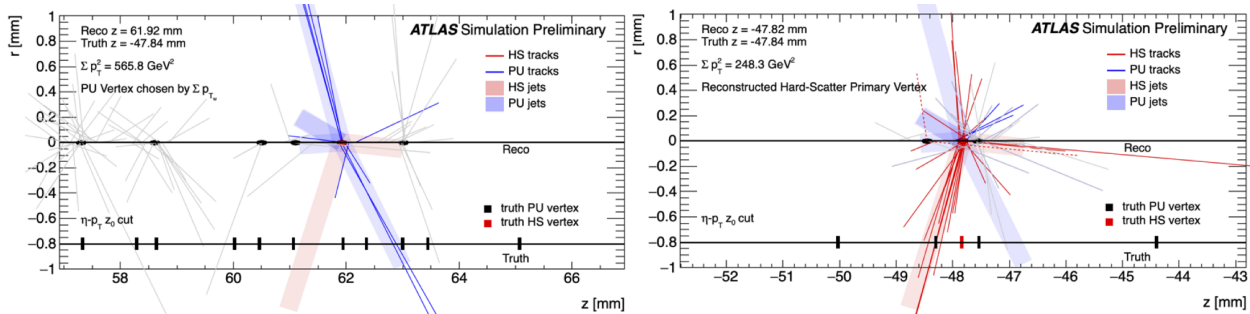 Reco z = 61.92 mm
Truth z = -47.84 mm
Σ p_T^2 = 565.8 GeV^2
PU Vertex chosen by Σ p_Tw
ATLAS Simulation Preliminary
HS tracks
PU tracks
HS jets
PU jets
Reco
truth PU vertex
truth HS vertex
η-p_T z_0 cut
Truth
r [mm]
1
0.8
0.6
0.4
0.2
0
−0.2
−0.4
−0.6
−0.8
−1
58
60
62
64
66
z [mm]
Reco z = -47.82 mm
Truth z = -47.84 mm
Σ p_T^2 = 248.3 GeV^2
Reconstructed Hard-Scatter Primary Vertex
ATLAS Simulation Preliminary
HS tracks
PU tracks
HS jets
PU jets
Reco
truth PU vertex
truth HS vertex
η-p_T z_0 cut
Truth
r [mm]
1
0.8
0.6
0.4
0.2
0
−0.2
−0.4
−0.6
−0.8
−1
−52
−51
−50
−49
−48
−47
−46
−45
−44
−43
z [mm]